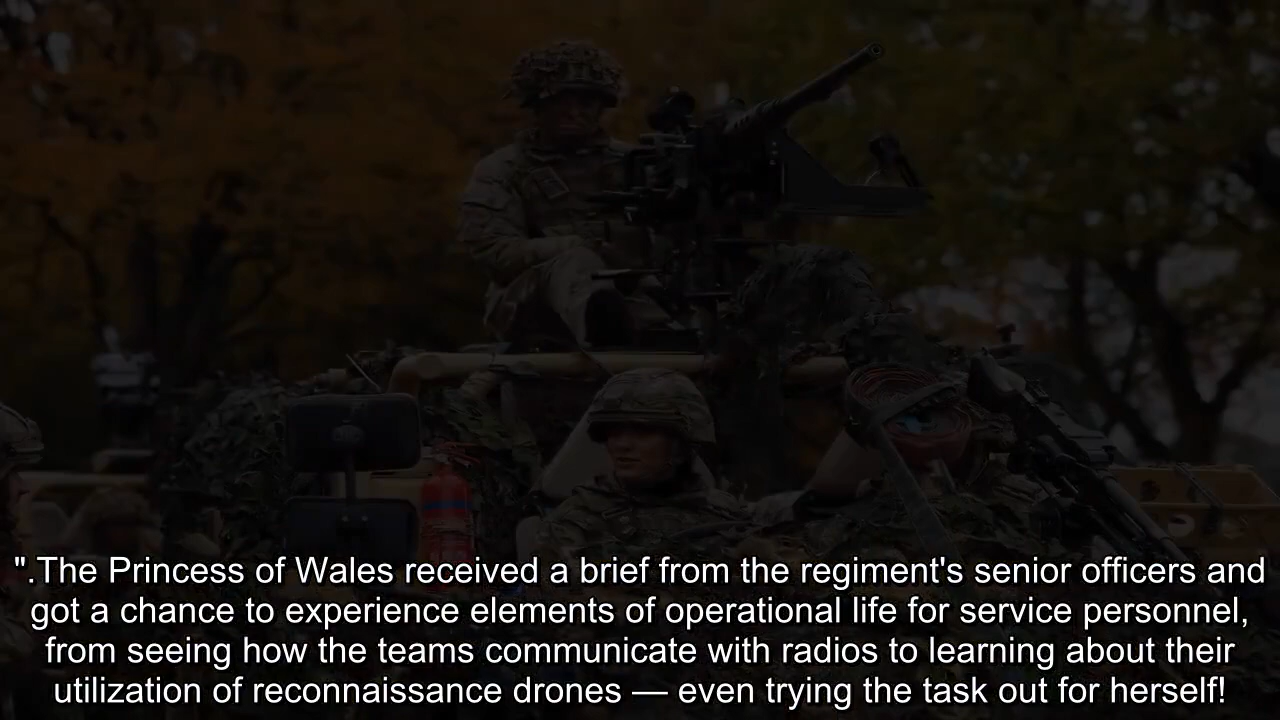 ".The Princess of Wales received a brief from the regiment's senior officers and
got a chance to experience elements of operational life for service personnel,
from seeing how the teams communicate with radios to learning about their
utilization of reconnaissance drones — even trying the task out for herself!